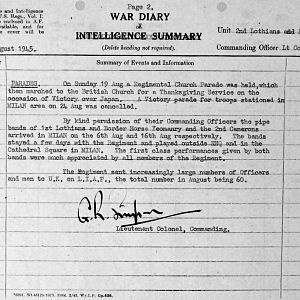 Page 2.
and Intelligence
U.S. Regs., Vol. I.
WAR DIARY
&
INTELLIGENCE SUMMARY
(Delete heading not required).
Unit 2nd Lothians and
Commanding Officer Lt Co
August 1945.
Summary of Events and Information
PARADES. On Sunday 19 Aug a Regimental Church Parade was held, which
then marched to the British Church for a Thanksgiving Service on the
occasion of Victory over Japan. A Victory parade for troops stationed in
MILAN area on 24 Aug was cancelled.
By kind permission of their Commanding Officers the pipe
bands of 1st Lothians and Border Horse Yeomanry and the 2nd Camerons
arrived in MILAN on the 6th and 16th Aug respectively. The bands
stayed a few days with the Regiment and played outside RHQ and in the
Cathedral Square in MILAN. The first class performances given by both
bands were much appreciated by all members of the Regiment.
The Regiment sent increasingly large numbers of Officers
and men to U.K. on L.I.A.P., the total number in August being 60.
Lieutenant Colonel, Commanding.